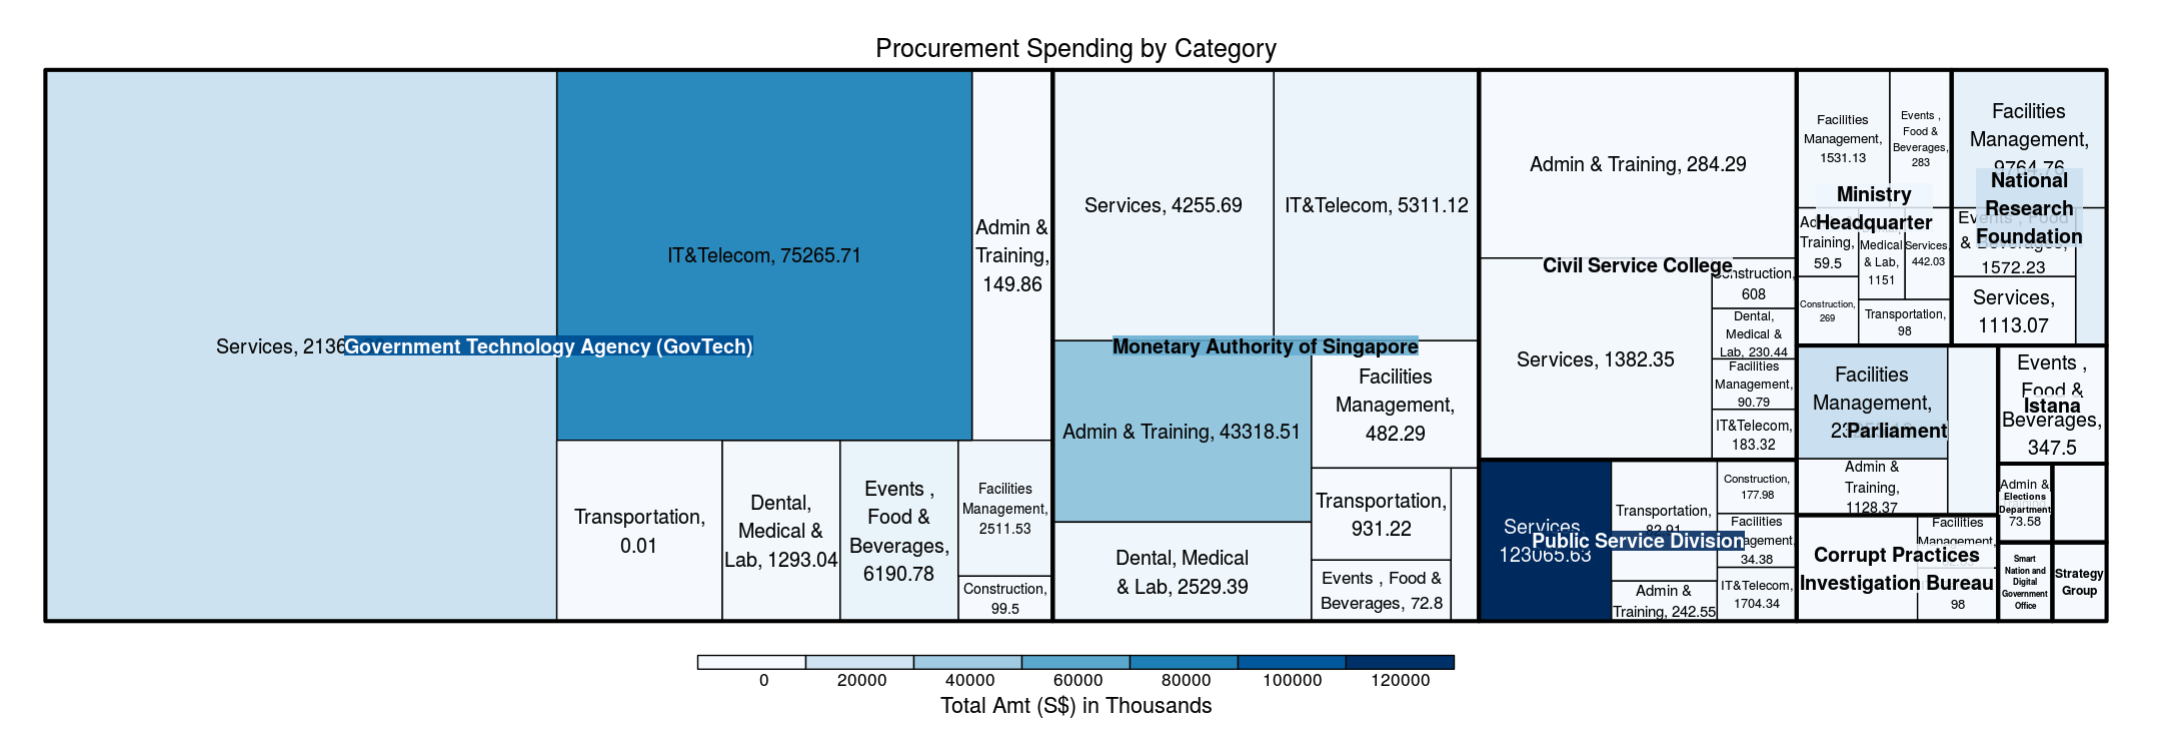 Procurement Spending by Category
Services, 2136
Government Technology Agency (GovTech)
IT&Telecom, 75265.71
Admin &
Training,
149.86
Transportation,
0.01
Dental,
Medical &
Lab, 1293.04
Events ,
Food &
Beverages,
6190.78
Facilities
Management,
2511.53
Construction,
99.5
Services, 4255.69
IT&Telecom, 5311.12
Monetary Authority of Singapore
Admin & Training, 43318.51
Facilities
Management,
482.29
Dental, Medical
& Lab, 2529.39
Transportation,
931.22
Events , Food &
Beverages, 72.8
Admin & Training, 284.29
Civil Service College
Services, 1382.35
Construction,
608
Dental,
Medical &
Lab, 230.44
Facilities
Management,
90.79
IT&Telecom,
183.32
Services,
123065.63
Public Service Division
Transportation,
82.91
Admin &
Training, 242.55
Construction,
177.98
Facilities
Management,
34.38
IT&Telecom,
1704.34
Facilities
Management,
1531.13
Events ,
Food &
Beverages,
283
Ministry
Headquarter
Training,
59.5
Medical
& Lab,
1151
Services,
442.03
Construction,
269
Transportation,
98
Facilities
Management,
9764.76
National
Research
Foundation
Events , Food
& Beverages,
1572.23
Services,
1113.07
Facilities
Management,
Parliament
Admin &
Training,
1128.37
Events ,
Food &
Istana
Beverages,
347.5
Corrupt Practices
Investigation Bureau
Facilities
Management,
98
Admin &
Elections
Department
73.58
Smart
Nation and
Digital
Government
Office
Strategy
Group
0 20000 40000 60000 80000 100000 120000
Total Amt (S$) in Thousands